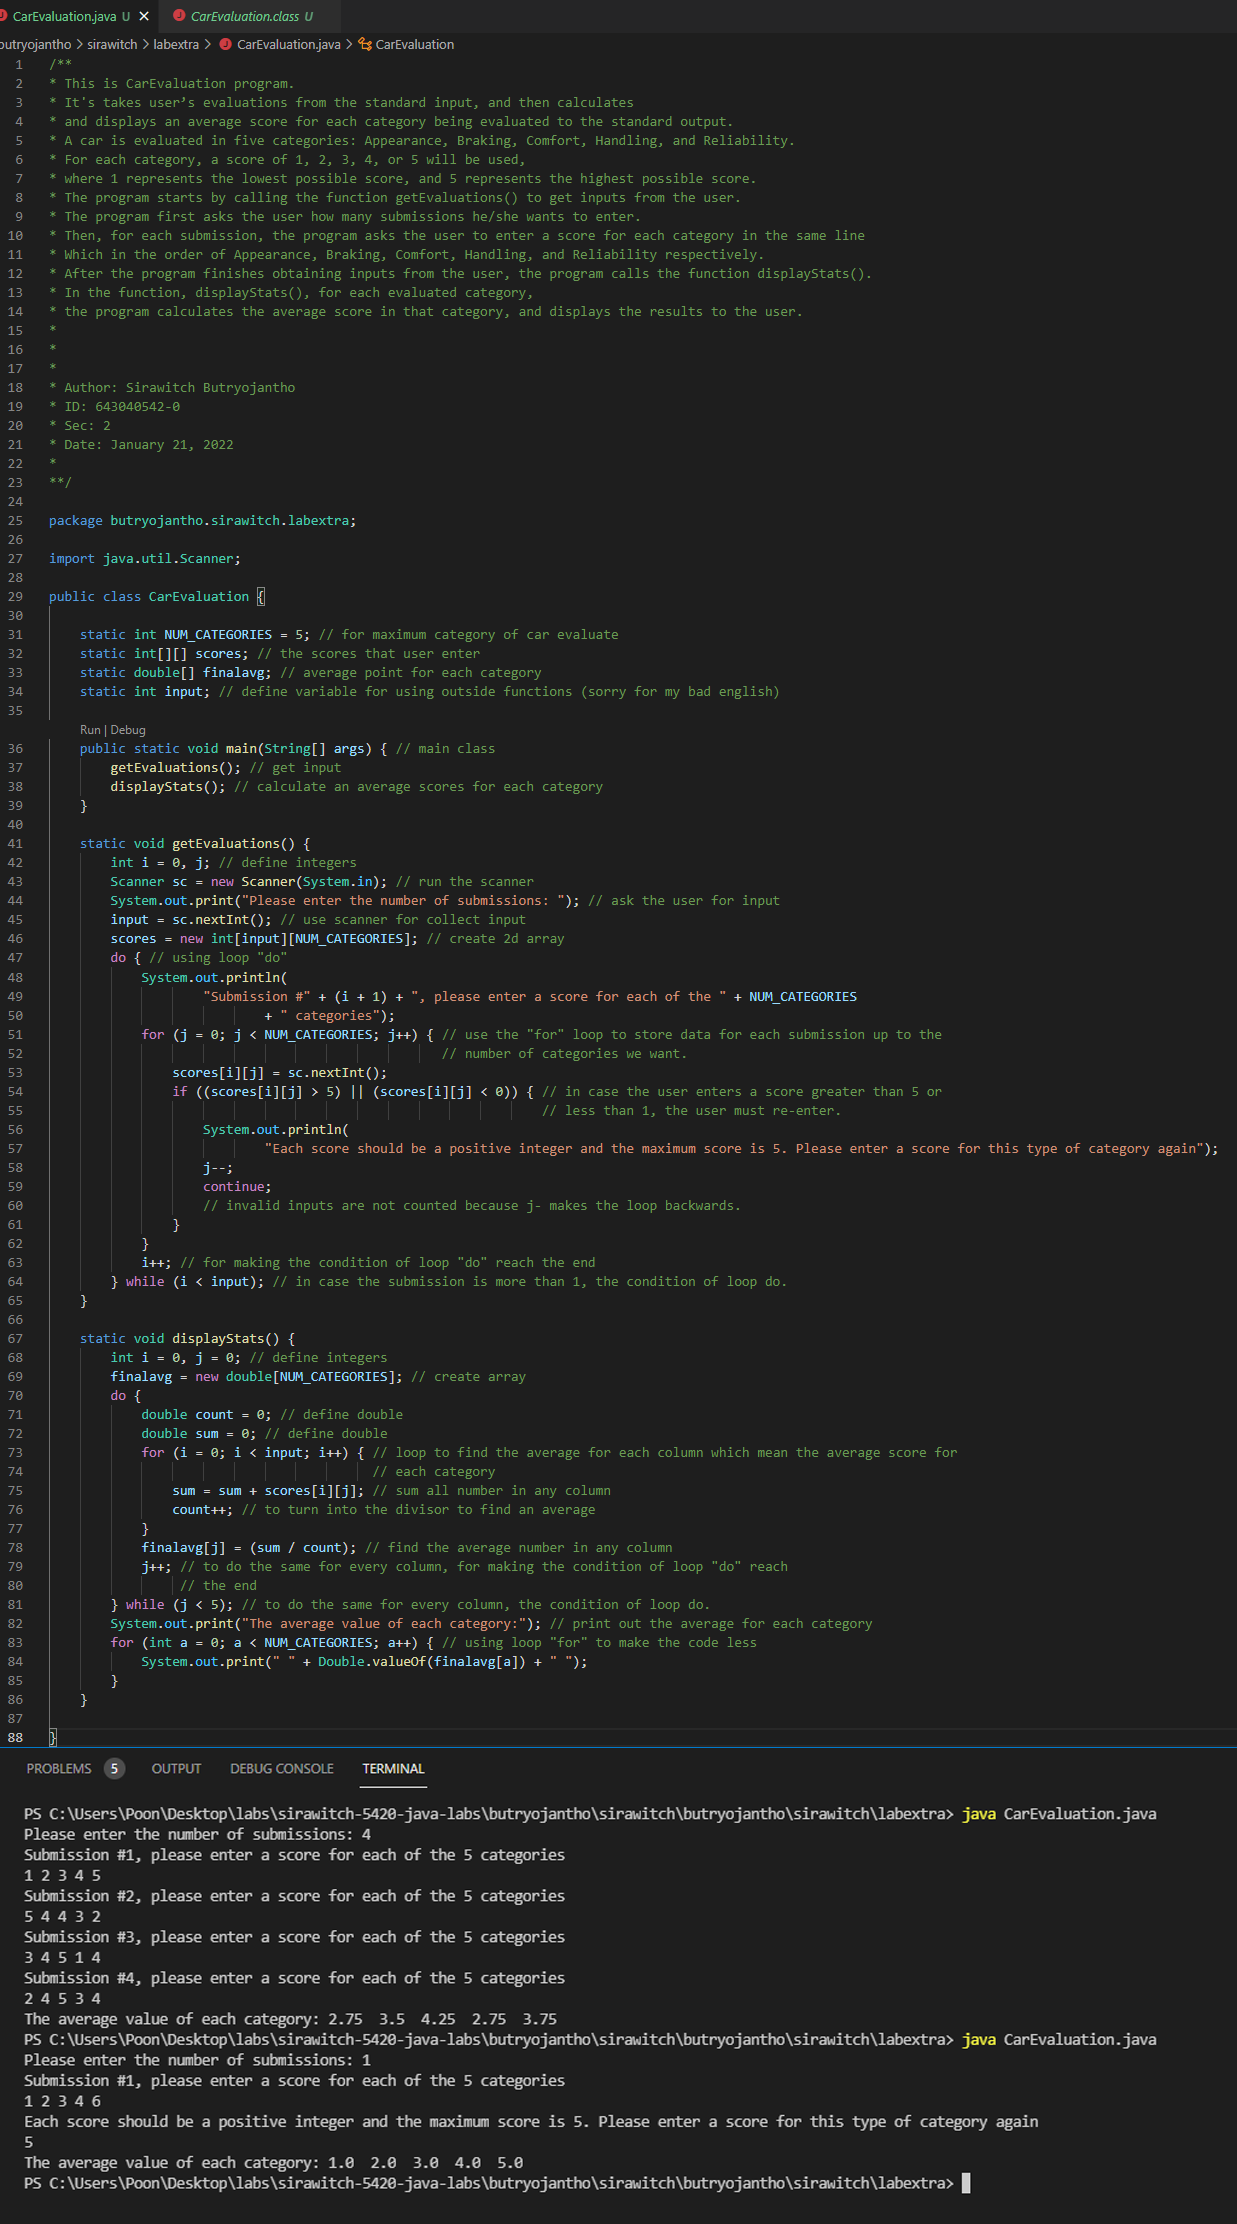 CarEvaluation.java U × CarEvaluation.class U
butryojantho > sirawitch > labextra > CarEvaluation.java > CarEvaluation
1 /**
2 * This is CarEvaluation program.
3 * It's takes user’s evaluations from the standard input, and then calculates
4 * and displays an average score for each category being evaluated to the standard output.
5 * A car is evaluated in five categories: Appearance, Braking, Comfort, Handling, and Reliability.
6 * For each category, a score of 1, 2, 3, 4, or 5 will be used,
7 * where 1 represents the lowest possible score, and 5 represents the highest possible score.
8 * The program starts by calling the function getEvaluations() to get inputs from the user.
9 * The program first asks the user how many submissions he/she wants to enter.
10 * Then, for each submission, the program asks the user to enter a score for each category in the same line
11 * Which in the order of Appearance, Braking, Comfort, Handling, and Reliability respectively.
12 * After the program finishes obtaining inputs from the user, the program calls the function displayStats().
13 * In the function, displayStats(), for each evaluated category,
14 * the program calculates the average score in that category, and displays the results to the user.
15 *
16 *
17 *
18 * Author: Sirawitch Butryojantho
19 * ID: 643040542-0
20 * Sec: 2
21 * Date: January 21, 2022
22 *
23 **/
24
25 package butryojantho.sirawitch.labextra;
26
27 import java.util.Scanner;
28
29 public class CarEvaluation {
30
31 static int NUM_CATEGORIES = 5; // for maximum category of car evaluate
32 static int[][] scores; // the scores that user enter
33 static double[] finalavg; // average point for each category
34 static int input; // define variable for using outside functions (sorry for my bad english)
35
Run | Debug
36 public static void main(String[] args) { // main class
37 getEvaluations(); // get input
38 displayStats(); // calculate an average scores for each category
39 }
40
41 static void getEvaluations() {
42 int i = 0, j; // define integers
43 Scanner sc = new Scanner(System.in); // run the scanner
44 System.out.print("Please enter the number of submissions: "); // ask the user for input
45 input = sc.nextInt(); // use scanner for collect input
46 scores = new int[input][NUM_CATEGORIES]; // create 2d array
47 do { // using loop "do"
48 System.out.println(
49 "Submission #" + (i + 1) + ", please enter a score for each of the " + NUM_CATEGORIES
50 + " categories");
51 for (j = 0; j < NUM_CATEGORIES; j++) { // use the "for" loop to store data for each submission up to the
52 // number of categories we want.
53 scores[i][j] = sc.nextInt();
54 if ((scores[i][j] > 5) || (scores[i][j] < 0)) { // in case the user enters a score greater than 5 or
55 // less than 1, the user must re-enter.
56 System.out.println(
57 "Each score should be a positive integer and the maximum score is 5. Please enter a score for this type of category again");
58 j--;
59 continue;
60 // invalid inputs are not counted because j- makes the loop backwards.
61 }
62 }
63 i++; // for making the condition of loop "do" reach the end
64 } while (i < input); // in case the submission is more than 1, the condition of loop do.
65 }
66
67 static void displayStats() {
68 int i = 0, j = 0; // define integers
69 finalavg = new double[NUM_CATEGORIES]; // create array
70 do {
71 double count = 0; // define double
72 double sum = 0; // define double
73 for (i = 0; i < input; i++) { // loop to find the average for each column which mean the average score for
74 // each category
75 sum = sum + scores[i][j]; // sum all number in any column
76 count++; // to turn into the divisor to find an average
77 }
78 finalavg[j] = (sum / count); // find the average number in any column
79 j++; // to do the same for every column, for making the condition of loop "do" reach
80 // the end
81 } while (j < 5); // to do the same for every column, the condition of loop do.
82 System.out.print("The average value of each category:"); // print out the average for each category
83 for (int a = 0; a < NUM_CATEGORIES; a++) { // using loop "for" to make the code less
84 System.out.print(" " + Double.valueOf(finalavg[a]) + " ");
85 }
86 }
87
88 }
PROBLEMS 5 OUTPUT DEBUG CONSOLE TERMINAL
PS C:\Users\Poon\Desktop\labs\sirawitch-5420-java-labs\butryojantho\sirawitch\butryojantho\sirawitch\labextra> java CarEvaluation.java
Please enter the number of submissions: 4
Submission #1, please enter a score for each of the 5 categories
1 2 3 4 5
Submission #2, please enter a score for each of the 5 categories
5 4 4 3 2
Submission #3, please enter a score for each of the 5 categories
3 4 5 1 4
Submission #4, please enter a score for each of the 5 categories
2 4 5 3 4
The average value of each category: 2.75  3.5  4.25  2.75  3.75
PS C:\Users\Poon\Desktop\labs\sirawitch-5420-java-labs\butryojantho\sirawitch\butryojantho\sirawitch\labextra> java CarEvaluation.java
Please enter the number of submissions: 1
Submission #1, please enter a score for each of the 5 categories
1 2 3 4 6
Each score should be a positive integer and the maximum score is 5. Please enter a score for this type of category again
5
The average value of each category: 1.0  2.0  3.0  4.0  5.0
PS C:\Users\Poon\Desktop\labs\sirawitch-5420-java-labs\butryojantho\sirawitch\butryojantho\sirawitch\labextra>